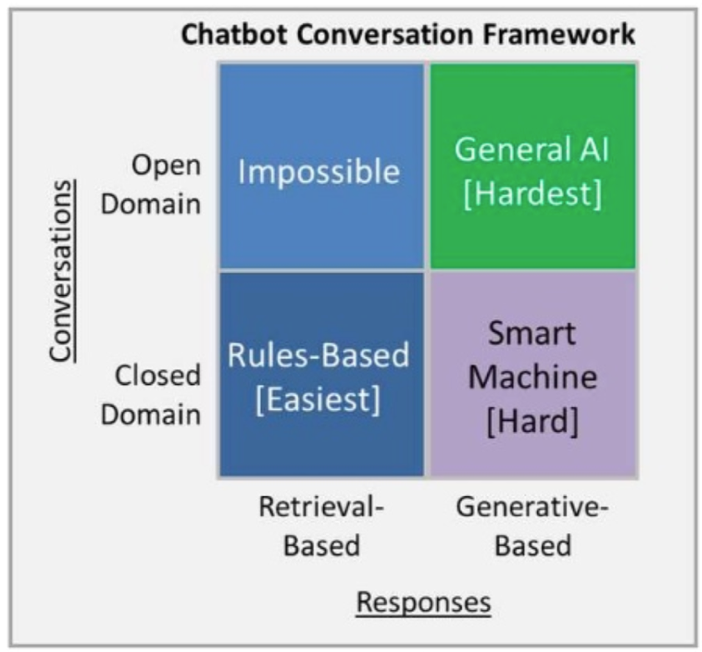 Chatbot Conversation Framework
Conversations
Open
Domain
Impossible
General AI
[Hardest]
Closed
Domain
Rules-Based
[Easiest]
Smart
Machine
[Hard]
Retrieval-
Based
Generative-
Based
Responses